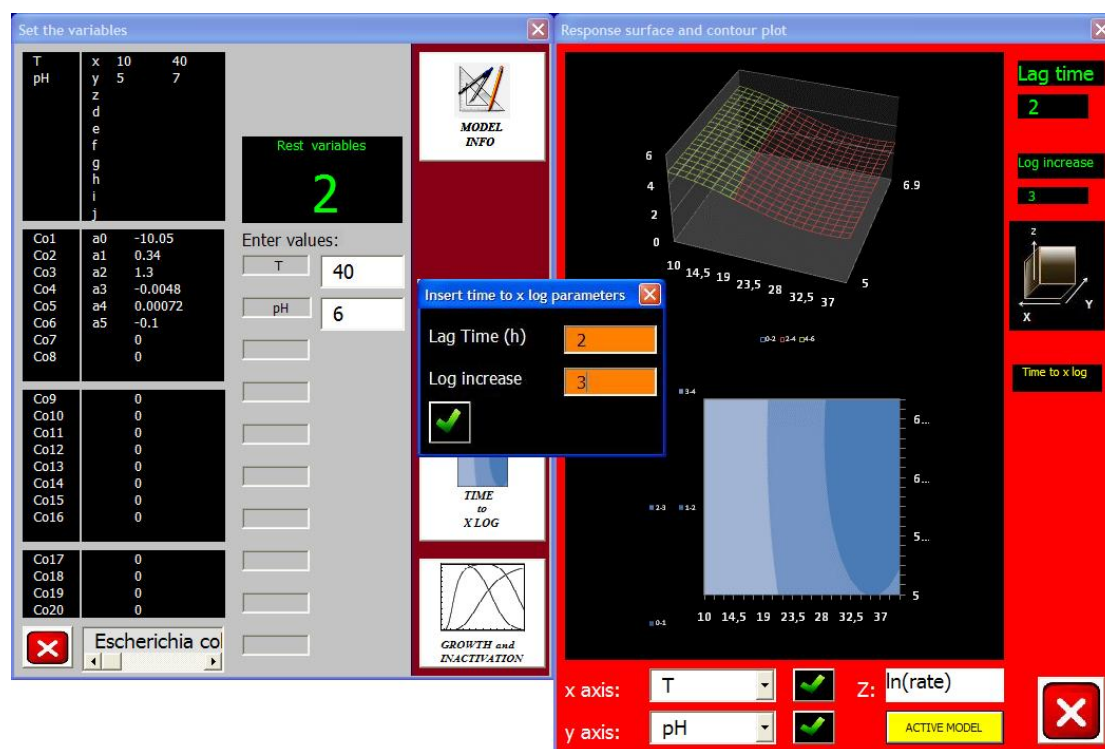 Set the variables
T x 10 40
pH y 5 7
z
d
e
f
g
h
i
j
Co1 a0 -10.05
Co2 a1 0.34
Co3 a2 1.3
Co4 a3 -0.0048
Co5 a4 0.00072
Co6 a5 -0.1
Co7 0
Co8 0
Co9 0
Co10 0
Co11 0
Co12 0
Co13 0
Co14 0
Co15 0
Co16 0
Co17 0
Co18 0
Co19 0
Co20 0
Escherichia col
Rest variables
2
Enter values:
T 40
pH 6
MODEL
INFO
TIME
to
X LOG
GROWTH and
INACTIVATION
Insert time to x log parameters
Lag Time (h) 2
Log increase 3
Response surface and contour plot
6
4
2
0
10 14,5 19 23,5 28 32,5 37
5
6.9
0-2 2-4 4-6
3-4
2-3 1-2
0-1
6...
6...
5...
5
10 14,5 19 23,5 28 32,5 37
Lag time
2
Log increase
3
z
X Y
Time to x log
x axis: T
Z: ln(rate)
y axis: pH
ACTIVE MODEL